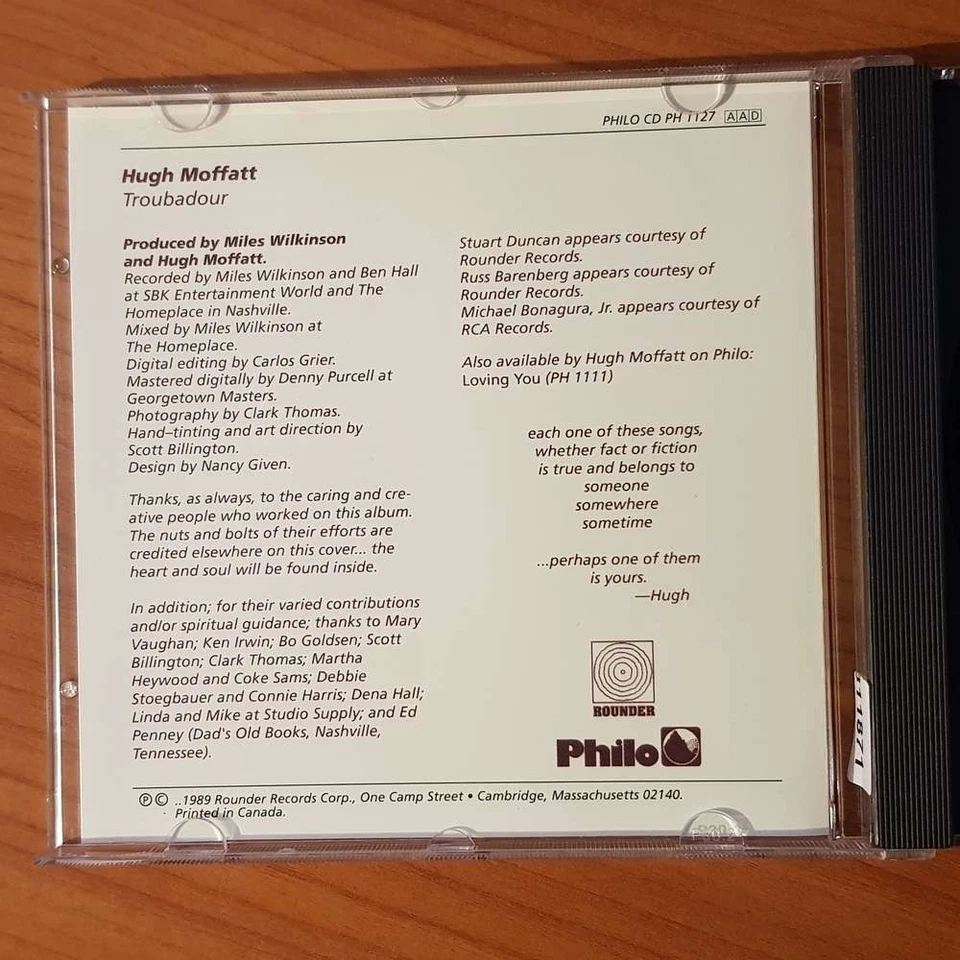 PHILO CD PH 1127 AAD
Hugh Moffatt
Troubadour
Produced by Miles Wilkinson
and Hugh Moffatt.
Recorded by Miles Wilkinson and Ben Hall
at SBK Entertainment World and The
Homeplace in Nashville.
Mixed by Miles Wilkinson at
The Homeplace.
Digital editing by Carlos Grier.
Mastered digitally by Denny Purcell at
Georgetown Masters.
Photography by Clark Thomas.
Hand–tinting and art direction by
Scott Billington.
Design by Nancy Given.
Thanks, as always, to the caring and cre-
ative people who worked on this album.
The nuts and bolts of their efforts are
credited elsewhere on this cover... the
heart and soul will be found inside.
In addition; for their varied contributions
and/or spiritual guidance; thanks to Mary
Vaughan; Ken Irwin; Bo Goldsen; Scott
Billington; Clark Thomas; Martha
Heywood and Coke Sams; Debbie
Stoegbauer and Connie Harris; Dena Hall;
Linda and Mike at Studio Supply; and Ed
Penney (Dad's Old Books, Nashville,
Tennessee).
Stuart Duncan appears courtesy of
Rounder Records.
Russ Barenberg appears courtesy of
Rounder Records.
Michael Bonagura, Jr. appears courtesy of
RCA Records.
Also available by Hugh Moffatt on Philo:
Loving You (PH 1111)
each one of these songs,
whether fact or fiction
is true and belongs to
someone
somewhere
sometime
...perhaps one of them
is yours.
—Hugh
ROUNDER
Philo
℗ © ..1989 Rounder Records Corp., One Camp Street • Cambridge, Massachusetts 02140.
Printed in Canada.